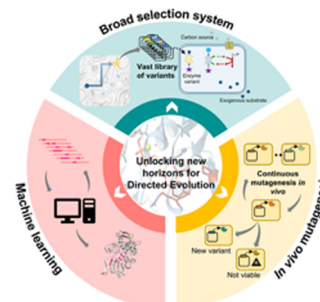 Broad selection system
Carbon source
Vast library
of variants
Enzyme
variant
Exogenous substrate
Unlocking new
horizons for
Directed Evolution
Machine learning
Continuous
mutagenesis in
vivo
New variant
Not viable
In vivo mutagenesis